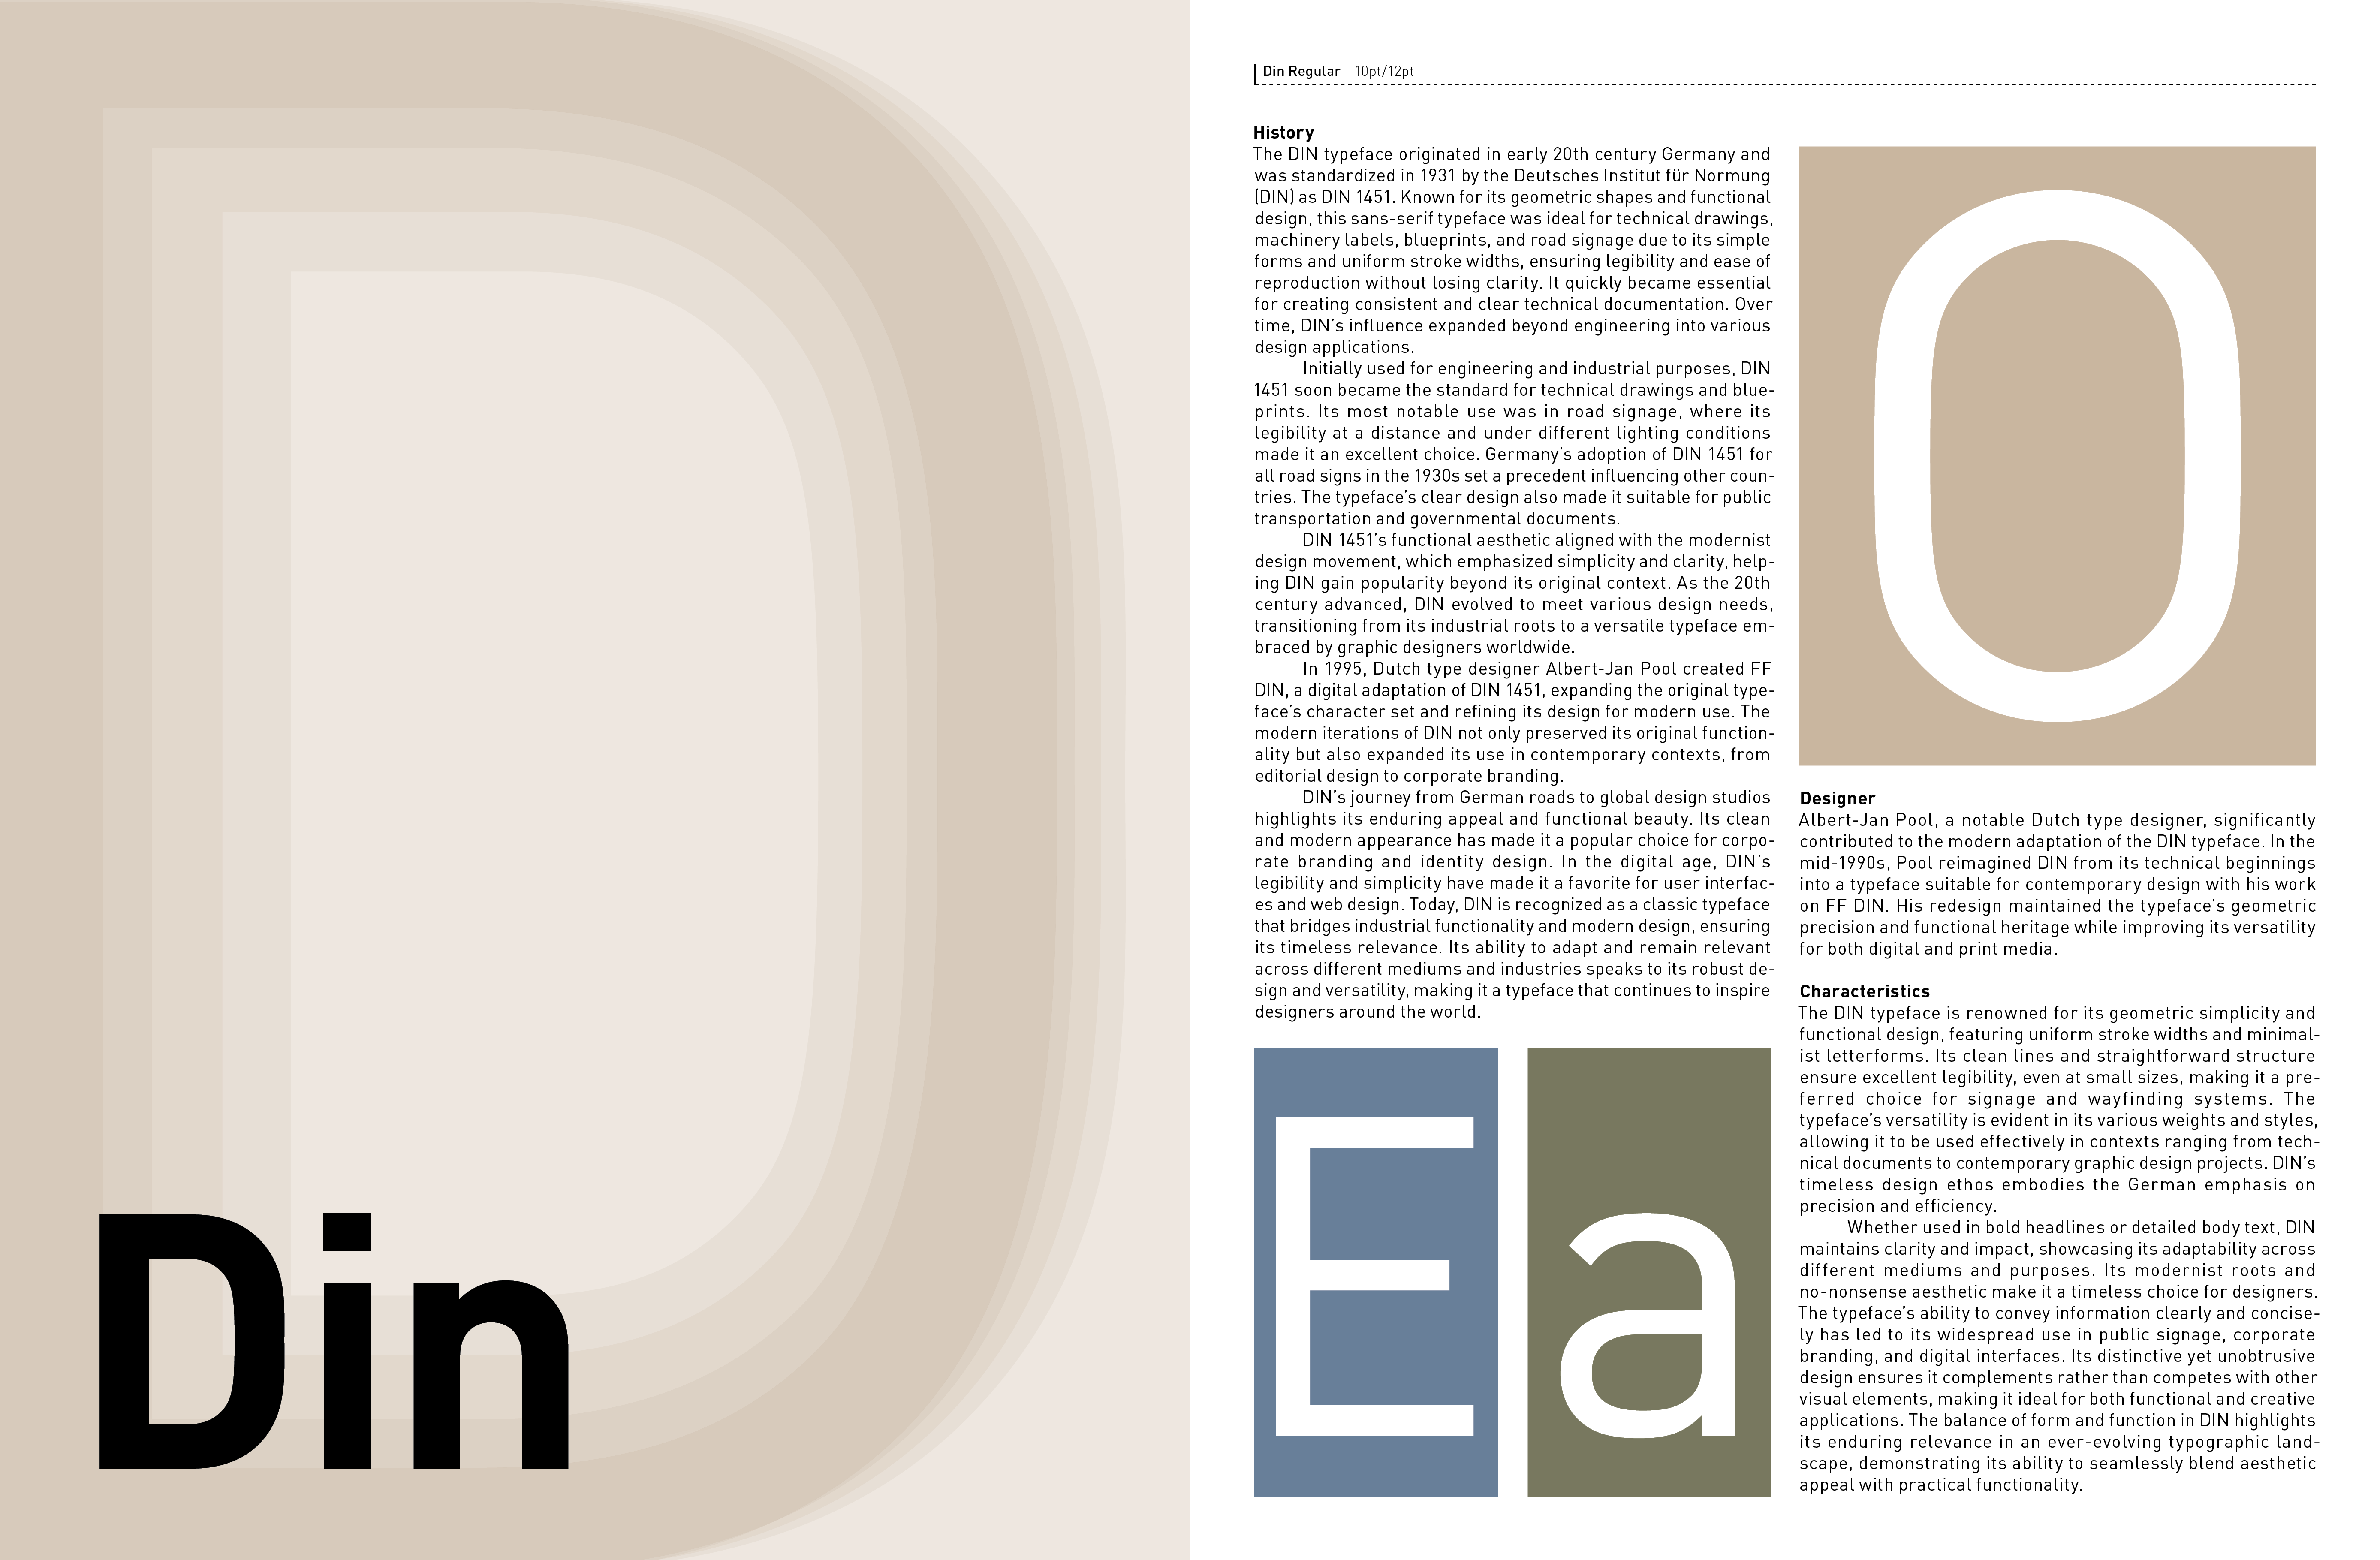 Din
Din Regular - 10pt/12pt
History
The DIN typeface originated in early 20th century Germany and
was standardized in 1931 by the Deutsches Institut für Normung
(DIN) as DIN 1451. Known for its geometric shapes and functional
design, this sans-serif typeface was ideal for technical drawings,
machinery labels, blueprints, and road signage due to its simple
forms and uniform stroke widths, ensuring legibility and ease of
reproduction without losing clarity. It quickly became essential
for creating consistent and clear technical documentation. Over
time, DIN's influence expanded beyond engineering into various
design applications.
Initially used for engineering and industrial purposes, DIN
1451 soon became the standard for technical drawings and blue-
prints. Its most notable use was in road signage, where its
legibility at a distance and under different lighting conditions
made it an excellent choice. Germany's adoption of DIN 1451 for
all road signs in the 1930s set a precedent influencing other coun-
tries. The typeface's clear design also made it suitable for public
transportation and governmental documents.
DIN 1451's functional aesthetic aligned with the modernist
design movement, which emphasized simplicity and clarity, help-
ing DIN gain popularity beyond its original context. As the 20th
century advanced, DIN evolved to meet various design needs,
transitioning from its industrial roots to a versatile typeface em-
braced by graphic designers worldwide.
In 1995, Dutch type designer Albert-Jan Pool created FF
DIN, a digital adaptation of DIN 1451, expanding the original type-
face's character set and refining its design for modern use. The
modern iterations of DIN not only preserved its original function-
ality but also expanded its use in contemporary contexts, from
editorial design to corporate branding.
DIN's journey from German roads to global design studios
highlights its enduring appeal and functional beauty. Its clean
and modern appearance has made it a popular choice for corpo-
rate branding and identity design. In the digital age, DIN's
legibility and simplicity have made it a favorite for user interfac-
es and web design. Today, DIN is recognized as a classic typeface
that bridges industrial functionality and modern design, ensuring
its timeless relevance. Its ability to adapt and remain relevant
across different mediums and industries speaks to its robust de-
sign and versatility, making it a typeface that continues to inspire
designers around the world.
E
a
O
Designer
Albert-Jan Pool, a notable Dutch type designer, significantly
contributed to the modern adaptation of the DIN typeface. In the
mid-1990s, Pool reimagined DIN from its technical beginnings
into a typeface suitable for contemporary design with his work
on FF DIN. His redesign maintained the typeface's geometric
precision and functional heritage while improving its versatility
for both digital and print media.
Characteristics
The DIN typeface is renowned for its geometric simplicity and
functional design, featuring uniform stroke widths and minimal-
ist letterforms. Its clean lines and straightforward structure
ensure excellent legibility, even at small sizes, making it a pre-
ferred choice for signage and wayfinding systems. The
typeface's versatility is evident in its various weights and styles,
allowing it to be used effectively in contexts ranging from tech-
nical documents to contemporary graphic design projects. DIN's
timeless design ethos embodies the German emphasis on
precision and efficiency.
Whether used in bold headlines or detailed body text, DIN
maintains clarity and impact, showcasing its adaptability across
different mediums and purposes. Its modernist roots and
no-nonsense aesthetic make it a timeless choice for designers.
The typeface's ability to convey information clearly and concise-
ly has led to its widespread use in public signage, corporate
branding, and digital interfaces. Its distinctive yet unobtrusive
design ensures it complements rather than competes with other
visual elements, making it ideal for both functional and creative
applications. The balance of form and function in DIN highlights
its enduring relevance in an ever-evolving typographic land-
scape, demonstrating its ability to seamlessly blend aesthetic
appeal with practical functionality.